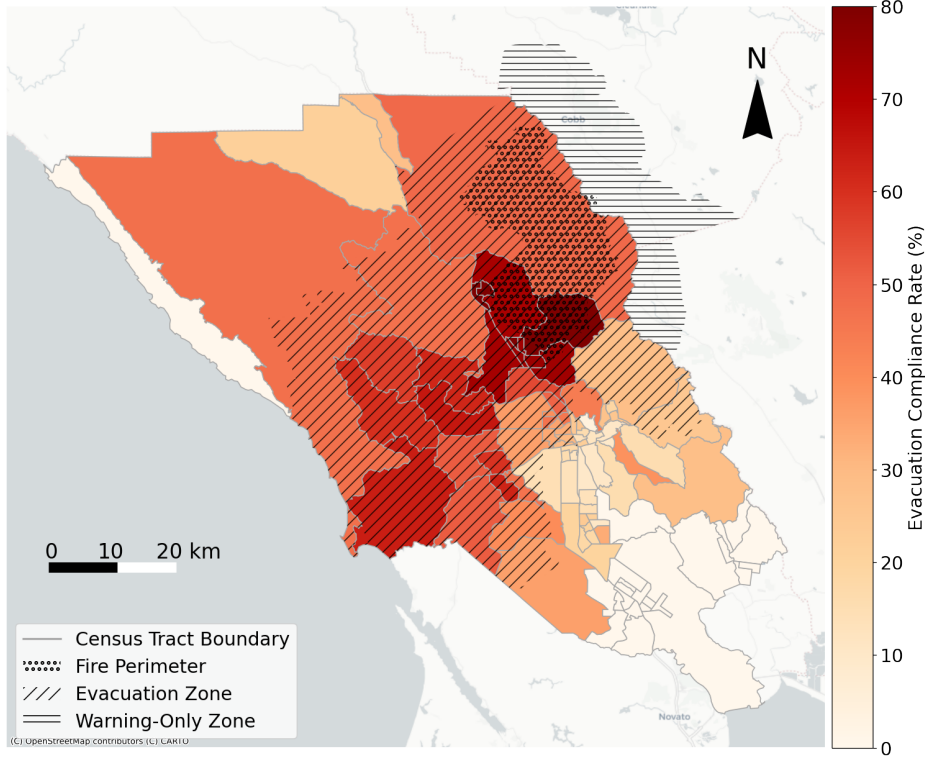 N
Cobb
0 10 20 km
Census Tract Boundary
Fire Perimeter
Evacuation Zone
Warning-Only Zone
Novato
(C) OpenStreetMap contributors (C) CARTO
80
70
60
50
40
30
20
10
0
Evacuation Compliance Rate (%)